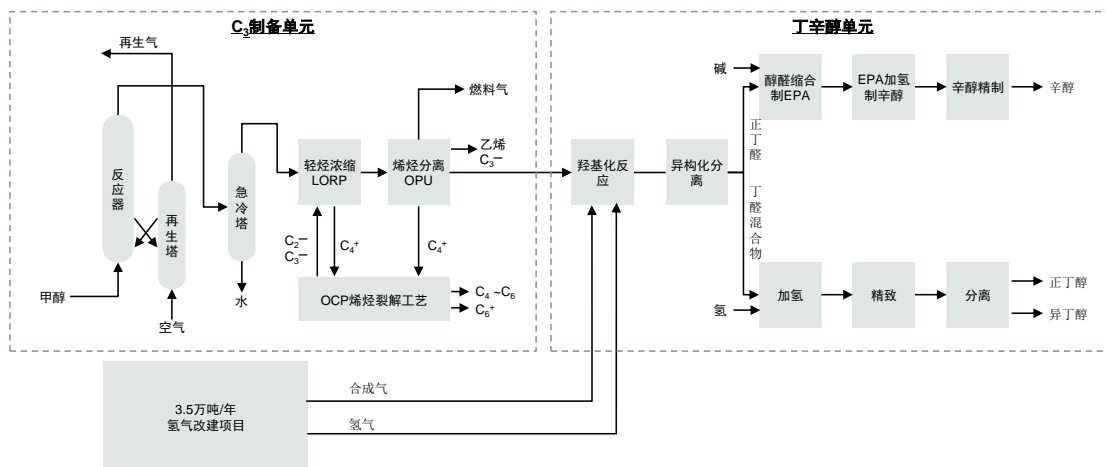 C₃制备单元
丁辛醇单元
再生气
反应器
再生塔
急冷塔
甲醇
空气
水
轻烃浓缩
LORP
烯烃分离
OPU
燃料气
乙烯
C₃—
C₂—
C₃—
C₄⁺
C₄⁺
OCP烯烃裂解工艺
C₄ ~C₆
C₆⁺
羟基化反
应
异构化分
离
碱
醇醛缩合
制EPA
EPA加氢
制辛醇
辛醇精制
辛醇
正丁醛
丁醛混合物
氢
加氢
精致
分离
正丁醇
异丁醇
3.5万吨/年
氢气改建项目
合成气
氢气